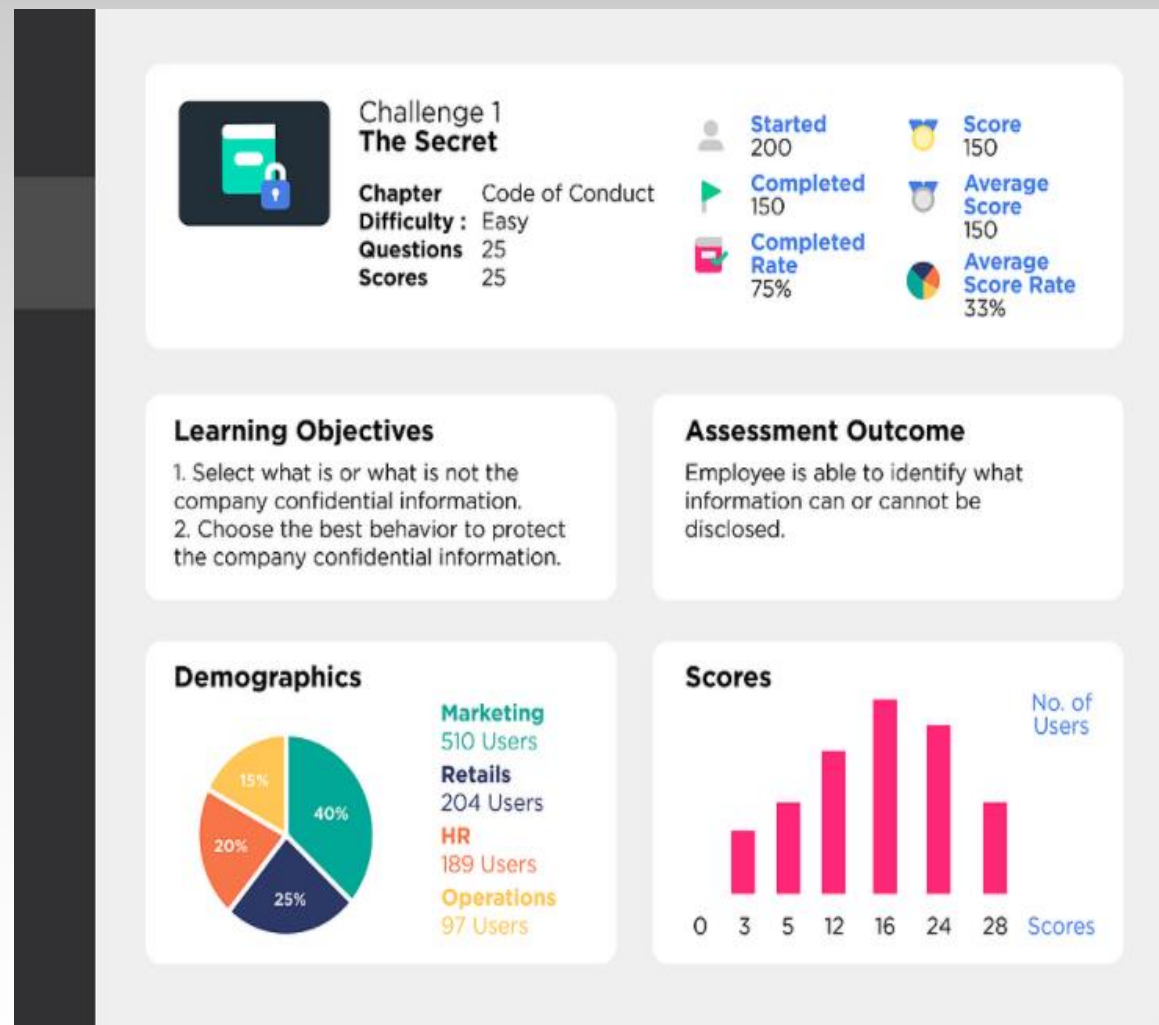 Challenge 1
The Secret
Chapter Code of Conduct
Difficulty : Easy
Questions 25
Scores 25
Started
200
Completed
150
Completed
Rate
75%
Score
150
Average
Score
150
Average
Score Rate
33%
Learning Objectives
1. Select what is or what is not the
company confidential information.
2. Choose the best behavior to protect
the company confidential information.
Assessment Outcome
Employee is able to identify what
information can or cannot be
disclosed.
Demographics
15%
40%
20%
25%
Marketing
510 Users
Retails
204 Users
HR
189 Users
Operations
97 Users
Scores
No. of
Users
0 3 5 12 16 24 28 Scores